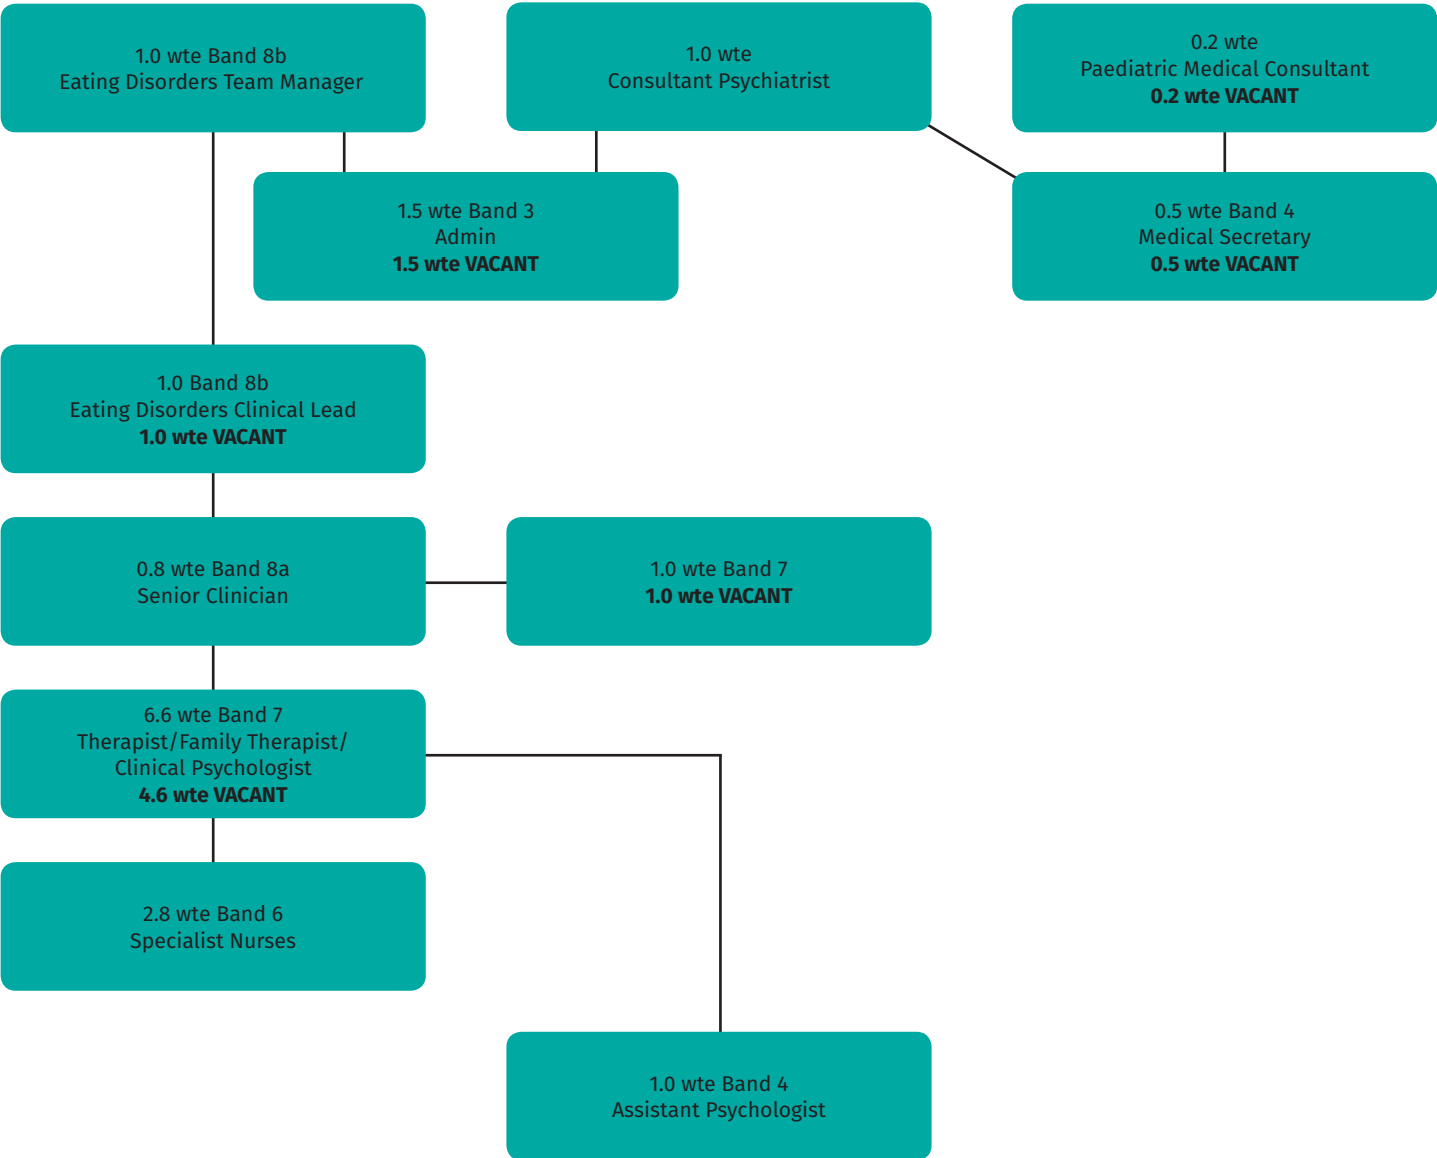 1.0 wte Band 8b
Eating Disorders Team Manager
1.0 wte
Consultant Psychiatrist
0.2 wte
Paediatric Medical Consultant
0.2 wte VACANT
1.5 wte Band 3
Admin
1.5 wte VACANT
0.5 wte Band 4
Medical Secretary
0.5 wte VACANT
1.0 Band 8b
Eating Disorders Clinical Lead
1.0 wte VACANT
0.8 wte Band 8a
Senior Clinician
1.0 wte Band 7
1.0 wte VACANT
6.6 wte Band 7
Therapist/Family Therapist/
Clinical Psychologist
4.6 wte VACANT
2.8 wte Band 6
Specialist Nurses
1.0 wte Band 4
Assistant Psychologist